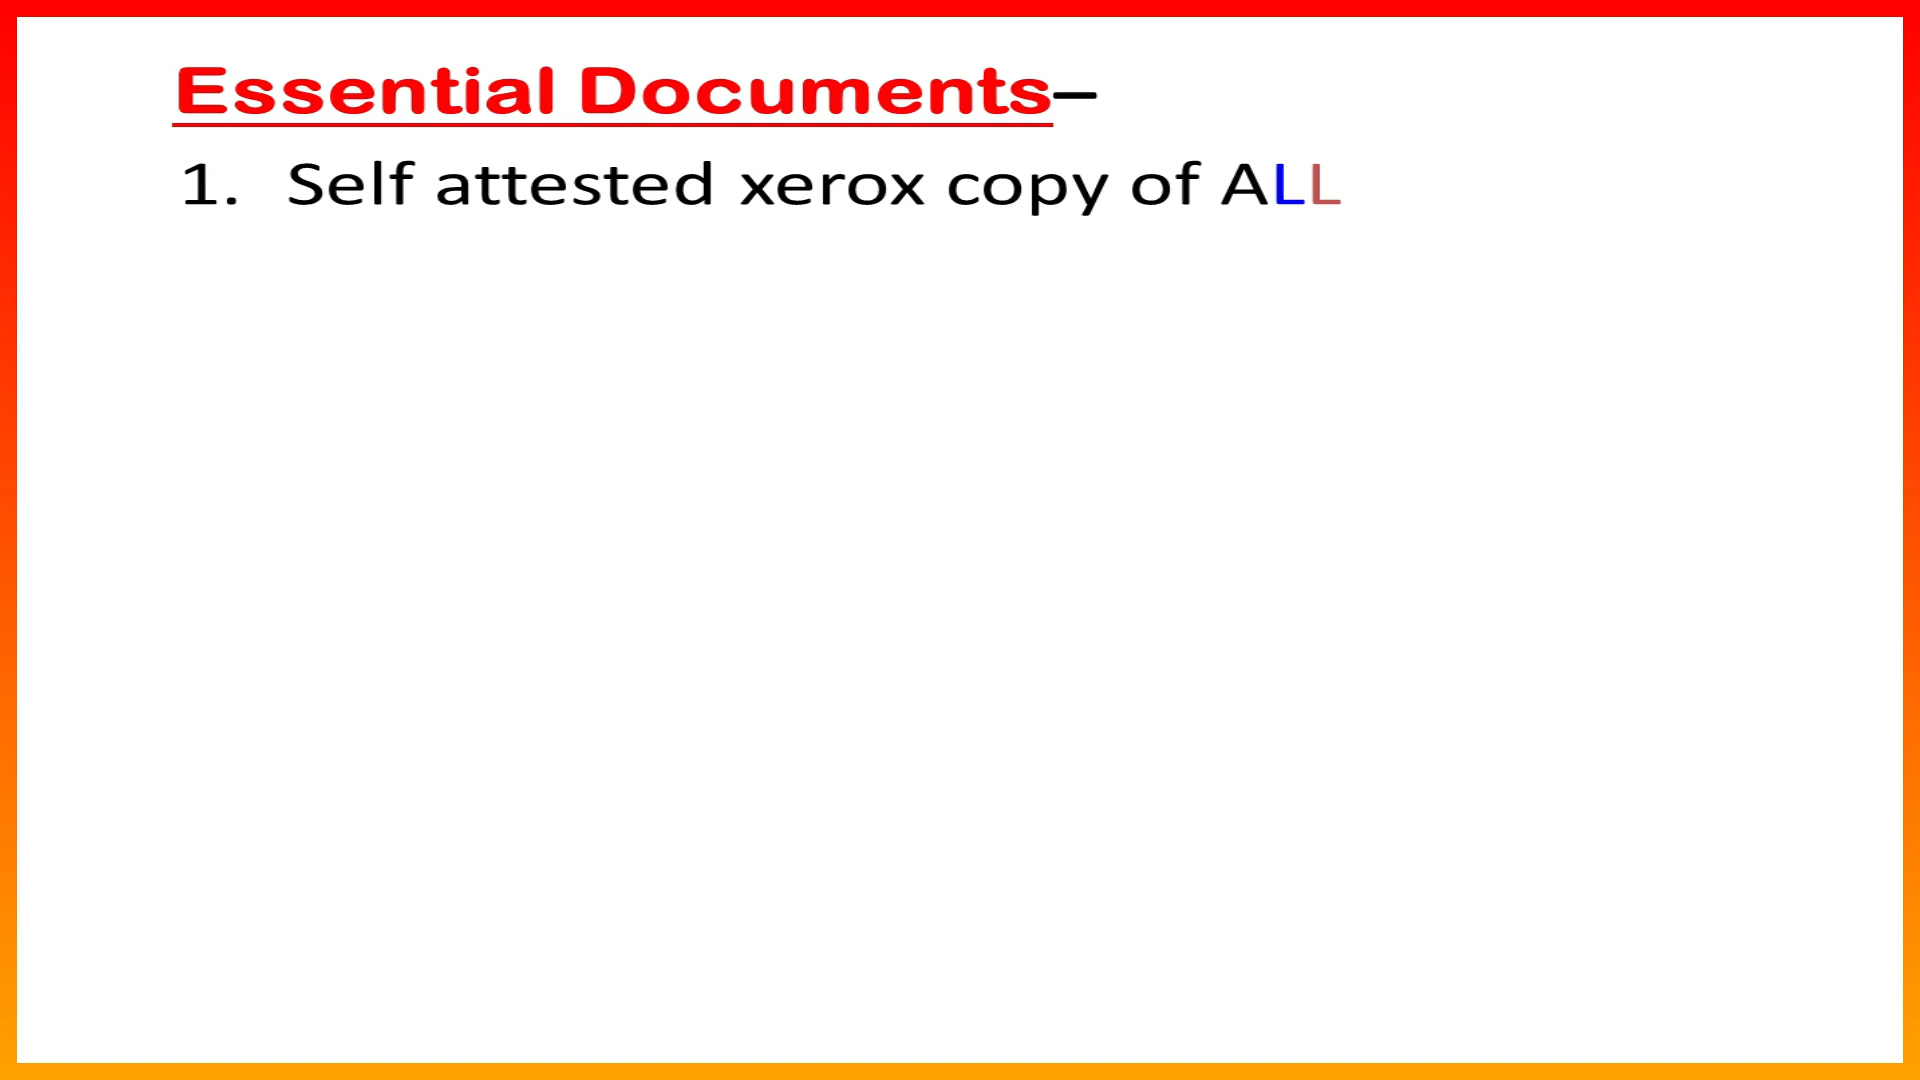 Essential Documents–
1. Self attested xerox copy of ALL